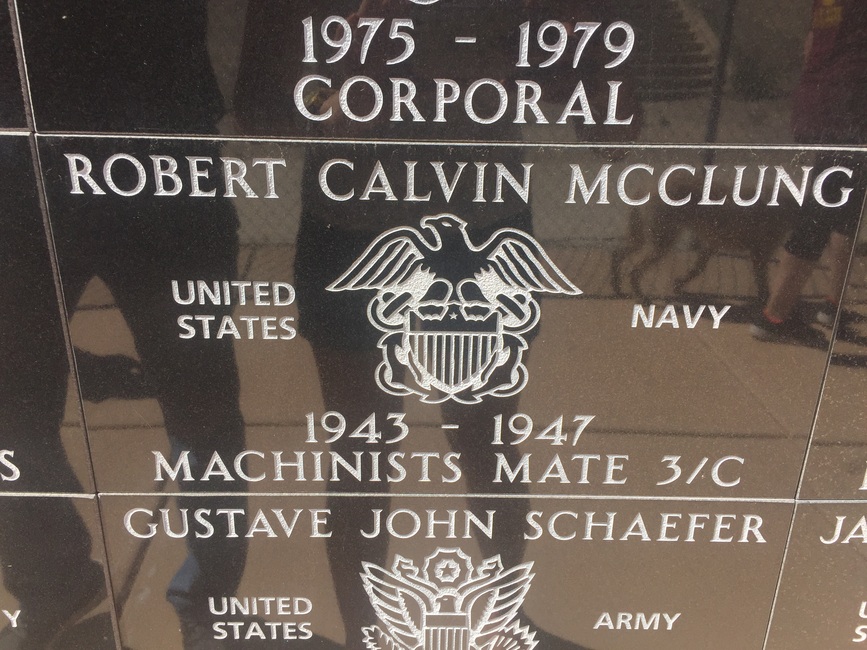 1975 - 1979
CORPORAL
ROBERT CALVIN MCCLUNG
UNITED STATES
NAVY
1943 - 1947
MACHINISTS MATE 3/C
GUSTAVE JOHN SCHAEFER
UNITED STATES
ARMY